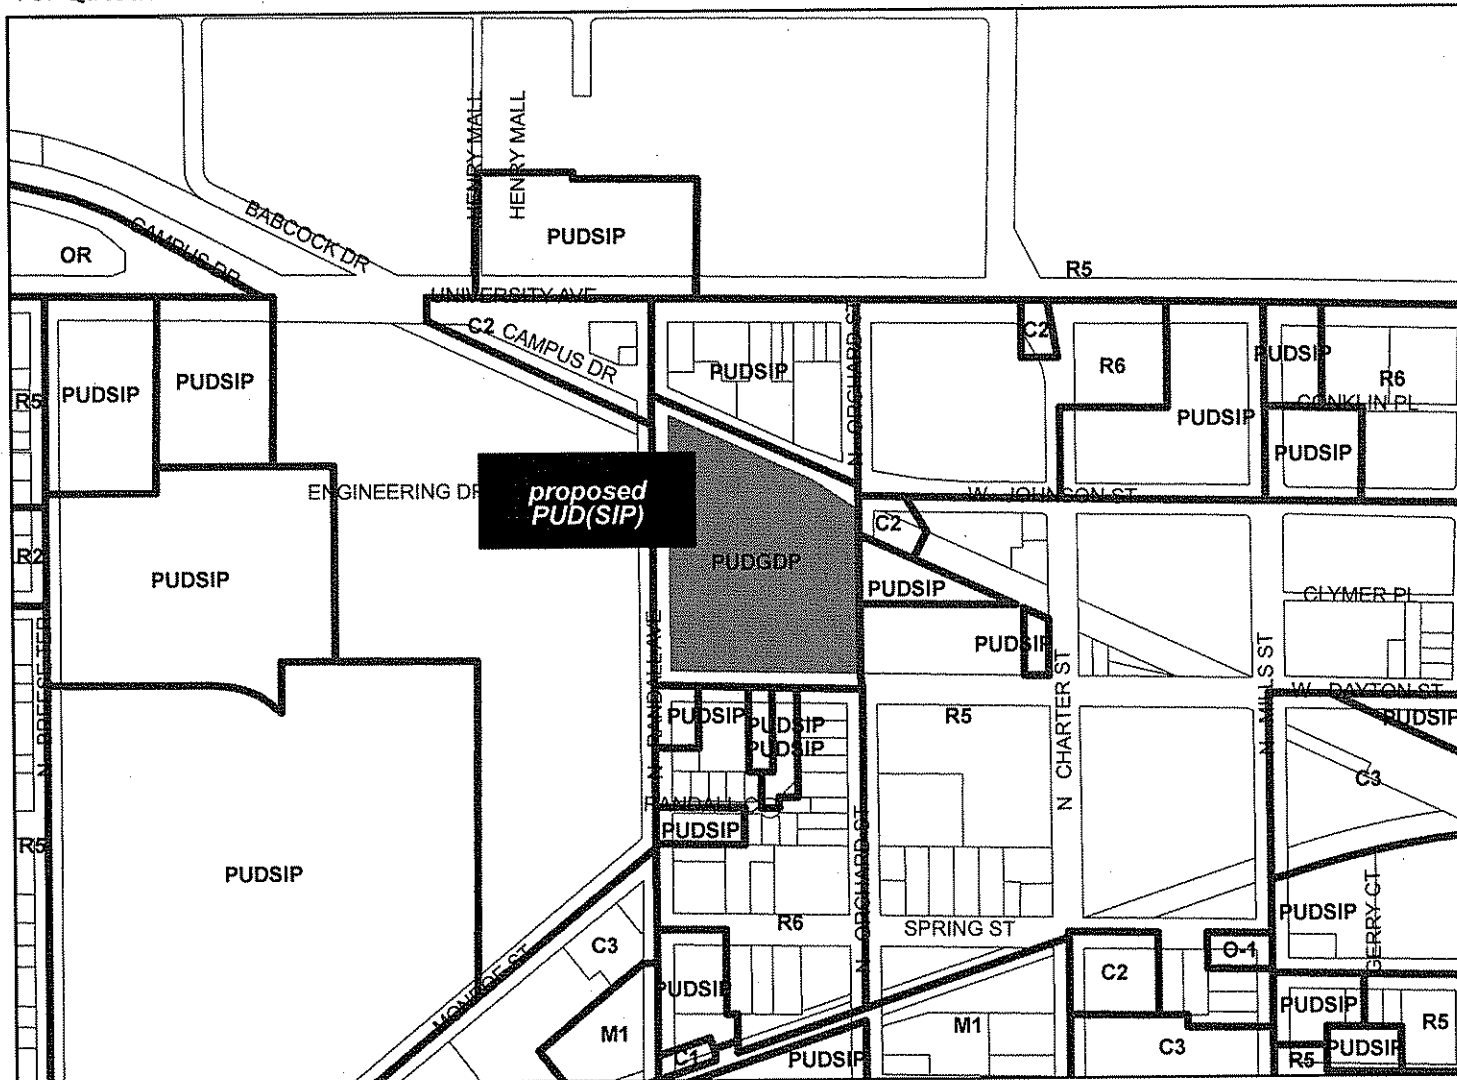 HENRY MALL
HENRY MALL
BABCOCK DR
CAMPUS DR
OR
PUDSIP
R5
UNIVERSITY AVE
C2
CAMPUS DR
N ORCHARD ST
C2
PUDSIP
PUDSIP
PUDSIP
R5
PUDSIP
R6
PUDSIP
R6
CONKLIN PL
PUDSIP
PUDSIP
ENGINEERING DR
proposed
PUD(SIP)
W JOHNSON ST
C2
R2
PUDSIP
PUDGDP
PUDSIP
CLYMER PL
PUDSIP
N RANDALL AVE
N CHARTER ST
N MILLS ST
W DAYTON ST
PUDSIP
PUDSIP
PUDSIP
PUDSIP
R5
C3
RANDALL
PUDSIP
R5
PUDSIP
N ORCHARD ST
R6
SPRING ST
PUDSIP
GERRY CT
MONROE ST
C3
O-1
C2
PUDSIP
PUDSIP
R5
M1
M1
C1
PUDSIP
C3
R5
PUDSIP